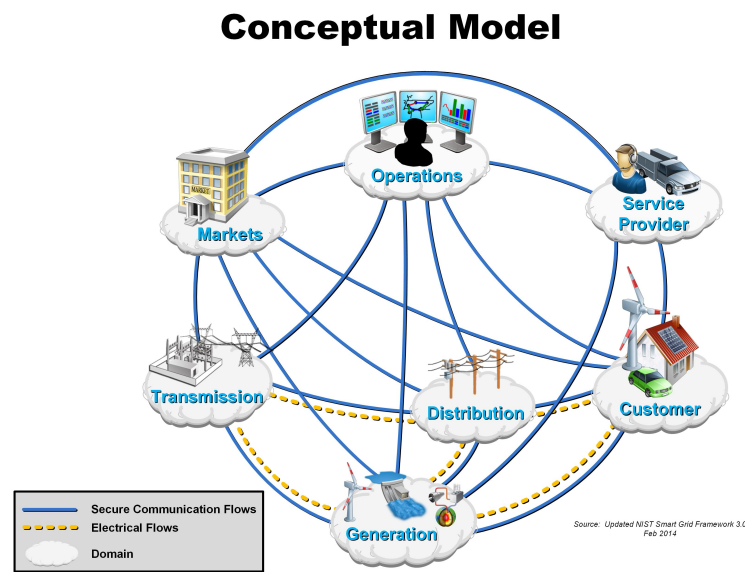 Conceptual Model
Operations
Service
Provider
MARKET
Markets
Transmission
Distribution
Customer
Generation
Secure Communication Flows
Electrical Flows
Domain
Source: Updated NIST Smart Grid Framework 3.0
Feb 2014